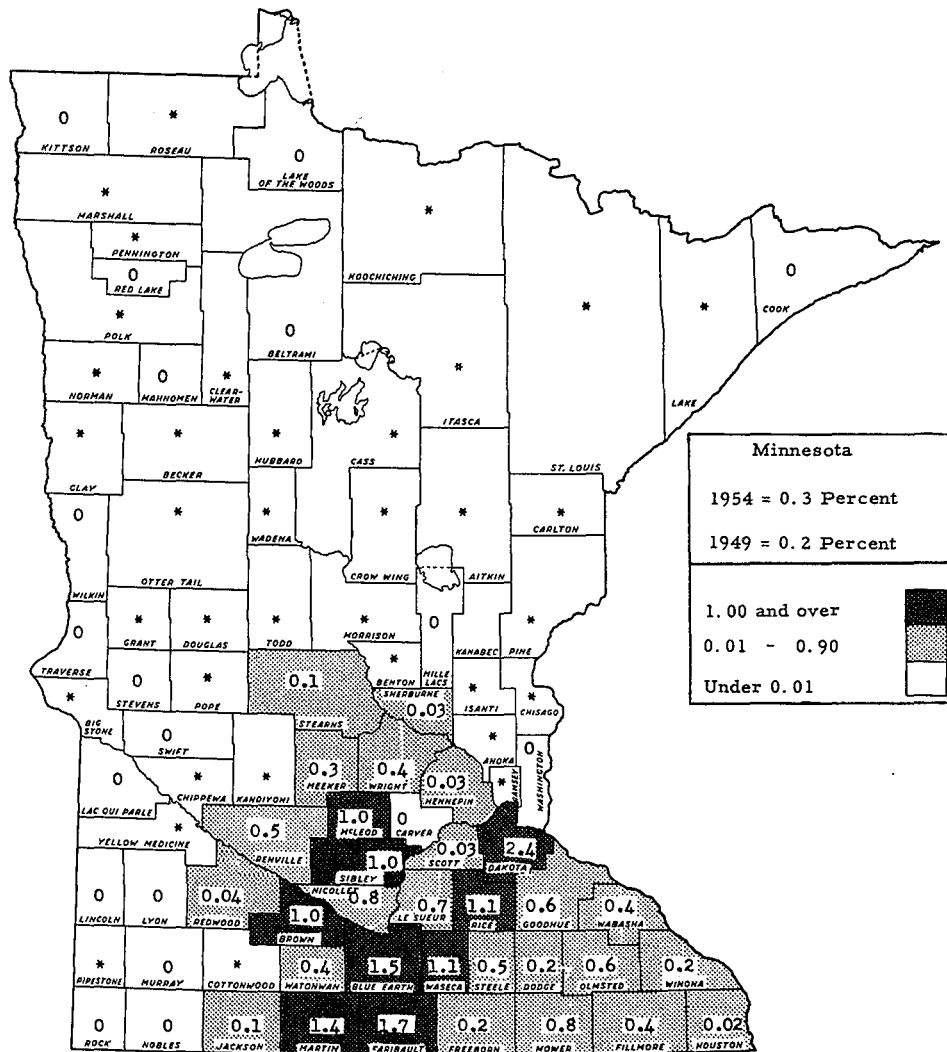 0
KITTSON
*
ROSEAU
0
LAKE
OF THE WOODS
*
MARSHALL
*
PENNINGTON
0
RED LAKE
*
POLK
*
KOOCHICHING
0
BELTRAMI
*
ST. LOUIS
*
LAKE
0
COOK
*
NORMAN
0
MAHNOMEN
*
CLEAR-
WATER
*
ITASCA
*
CLAY
*
BECKER
*
HUBBARD
*
CASS
0
WILKIN
*
OTTER TAIL
*
WADENA
*
CROW WING
*
AITKIN
*
CARLTON
0
TRAVERSE
*
GRANT
*
DOUGLAS
*
TODD
*
MORRISON
0
MILLE
LACS
KANABEC
*
PINE
*
BIG
STONE
0
STEVENS
*
POPE
0.1
STEARNS
*
BENTON
SHERBURNE
0.03
*
ISANTI
*
CHISAGO
0
SWIFT
*
KANDIYOHI
0.3
MEEKER
0.4
WRIGHT
0.03
HENNEPIN
*
ANOKA
*
RAMSEY
0
WASHINGTON
0
LAC QUI PARLE
*
CHIPPEWA
*
YELLOW MEDICINE
0.5
RENVILLE
1.0
MCLEOD
0
CARVER
1.0
SIBLEY
0.03
SCOTT
2.4
DAKOTA
0
LINCOLN
0
LYON
0.04
REDWOOD
1.0
BROWN
NICOLLET
0.8
0.7
LE SUEUR
1.1
RICE
0.6
GOODHUE
0.4
WABASHA
*
PIPESTONE
0
MURRAY
*
COTTONWOOD
0.4
WATONWAN
1.5
BLUE EARTH
1.1
WASECA
0.5
STEELE
0.2
DODGE
0.6
OLMSTED
0.2
WINONA
0
ROCK
0
NOBLES
0.1
JACKSON
1.4
MARTIN
1.7
FARIBAULT
0.2
FREEBORN
0.8
MOWER
0.4
FILLMORE
0.02
HOUSTON
Minnesota
1954 = 0.3 Percent
1949 = 0.2 Percent
1.00 and over
0.01 - 0.90
Under 0.01